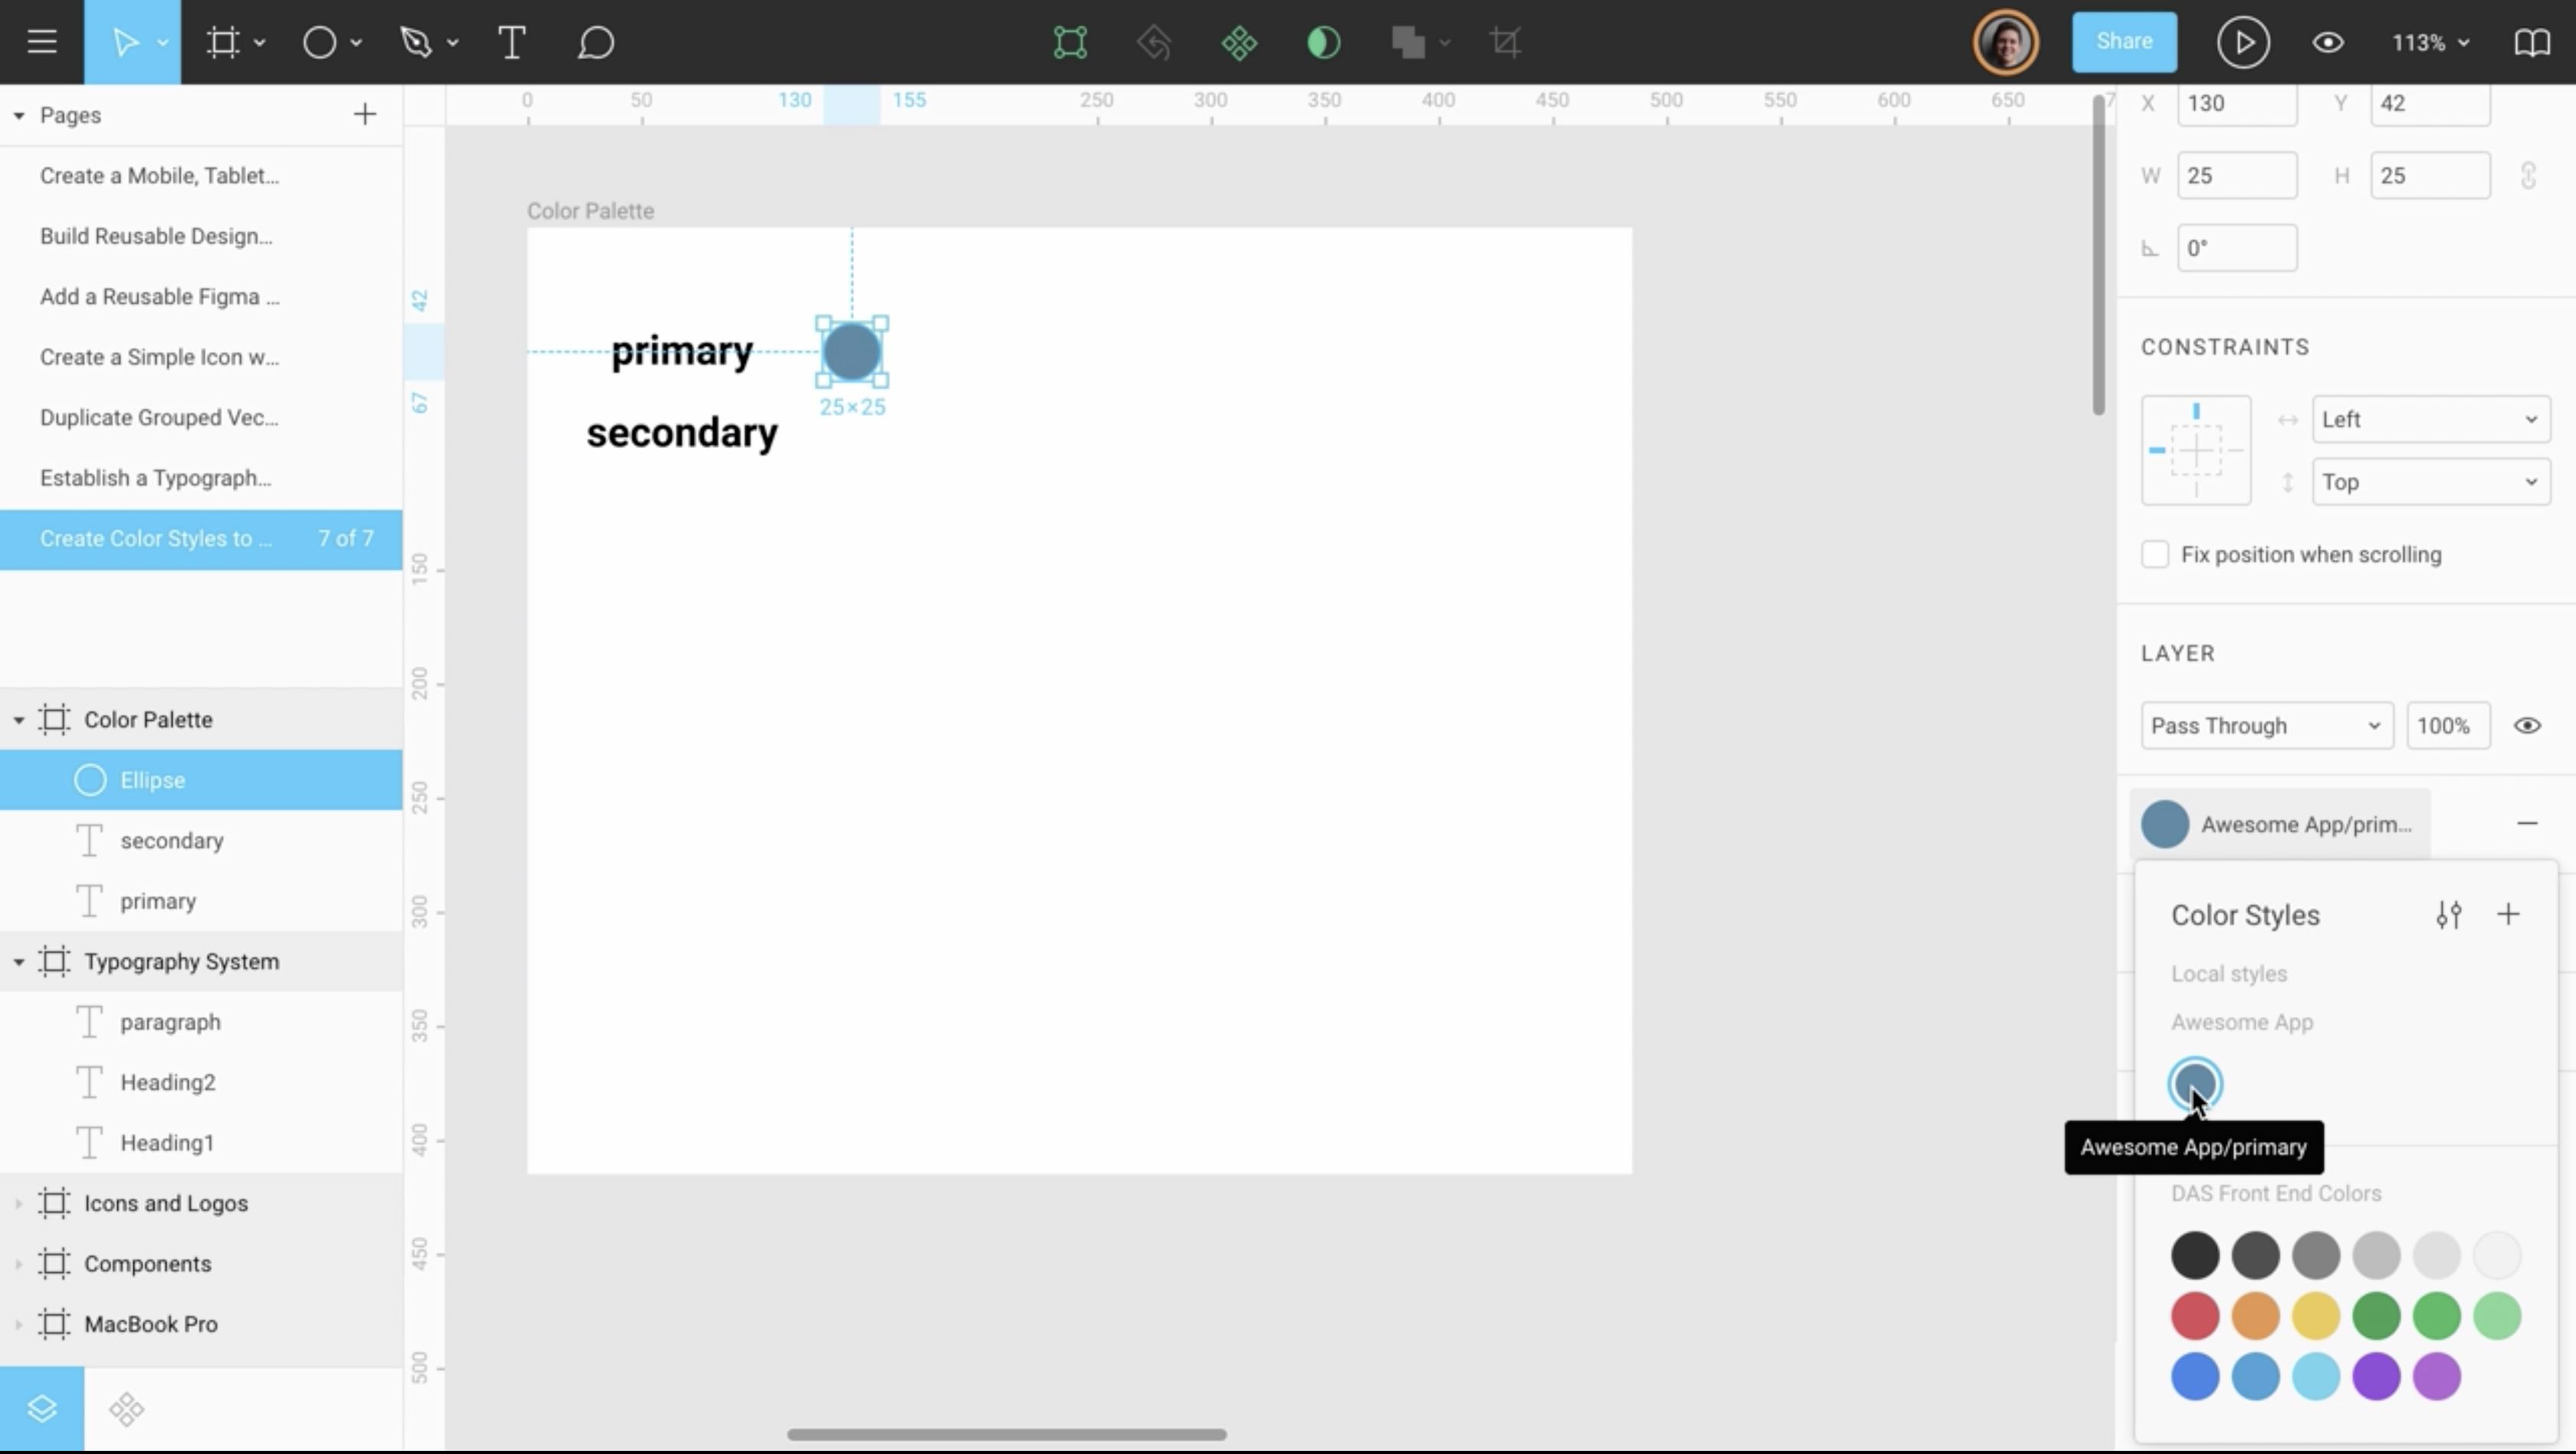 Share
113%
Pages
Create a Mobile, Tablet...
Build Reusable Design...
Add a Reusable Figma ...
Create a Simple Icon w...
Duplicate Grouped Vec...
Establish a Typograph...
Create Color Styles to ... 7 of 7
Color Palette
Ellipse
secondary
primary
Typography System
paragraph
Heading2
Heading1
Icons and Logos
Components
MacBook Pro
0 50 130 155 250 300 350 400 450 500 550 600 650 7
42
67
150
200
250
300
350
400
450
500
Color Palette
primary
25×25
secondary
X 130 Y 42
W 25 H 25
0°
CONSTRAINTS
Left
Top
Fix position when scrolling
LAYER
Pass Through 100%
Awesome App/prim...
Color Styles
Local styles
Awesome App
Awesome App/primary
DAS Front End Colors